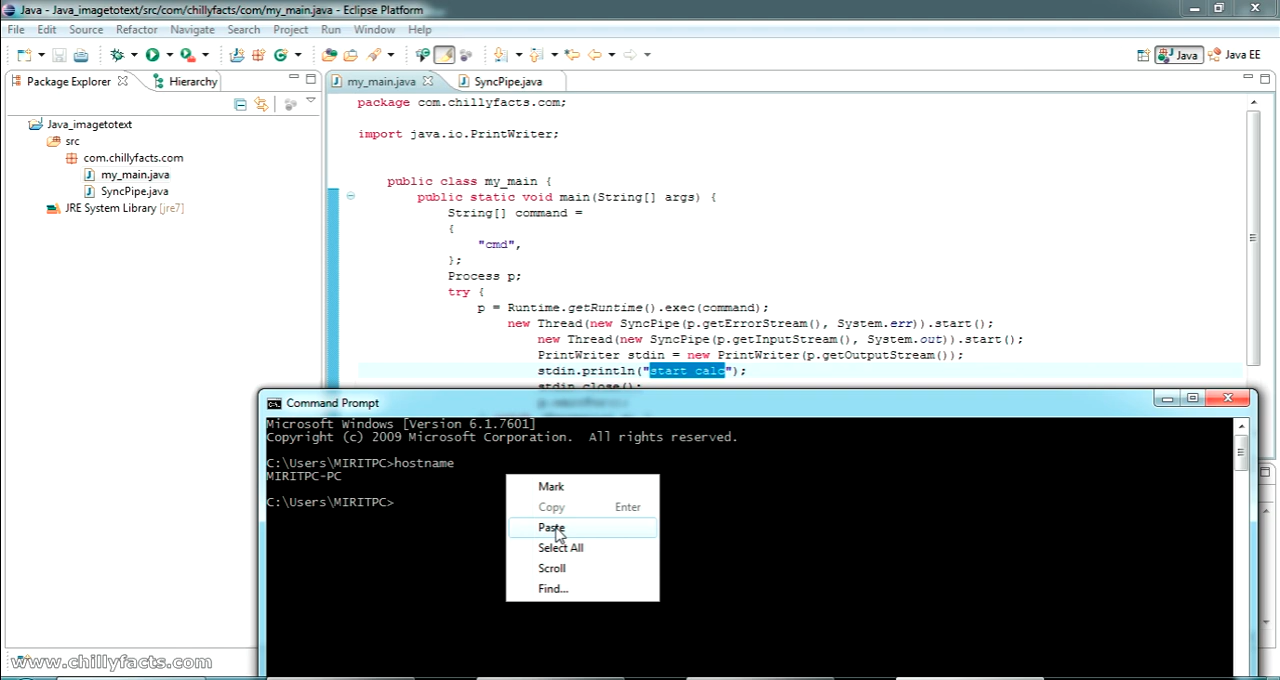 Java - Java_imagetotext/src/com/chillyfacts/com/my_main.java - Eclipse Platform
File Edit Source Refactor Navigate Search Project Run Window Help
Java Java EE
Package Explorer Hierarchy
my_main.java SyncPipe.java
Java_imagetotext
src
com.chillyfacts.com
my_main.java
SyncPipe.java
JRE System Library [jre7]
package com.chillyfacts.com;
import java.io.PrintWriter;
public class my_main {
public static void main(String[] args) {
String[] command =
{
"cmd",
};
Process p;
try {
p = Runtime.getRuntime().exec(command);
new Thread(new SyncPipe(p.getErrorStream(), System.err)).start();
new Thread(new SyncPipe(p.getInputStream(), System.out)).start();
PrintWriter stdin = new PrintWriter(p.getOutputStream());
stdin.println("start calc");
stdin.close();
Command Prompt
Microsoft Windows [Version 6.1.7601]
Copyright (c) 2009 Microsoft Corporation. All rights reserved.
C:\Users\MIRITPC>hostname
MIRITPC-PC
C:\Users\MIRITPC>
Mark
Copy Enter
Paste
Select All
Scroll
Find...
www.chillyfacts.com